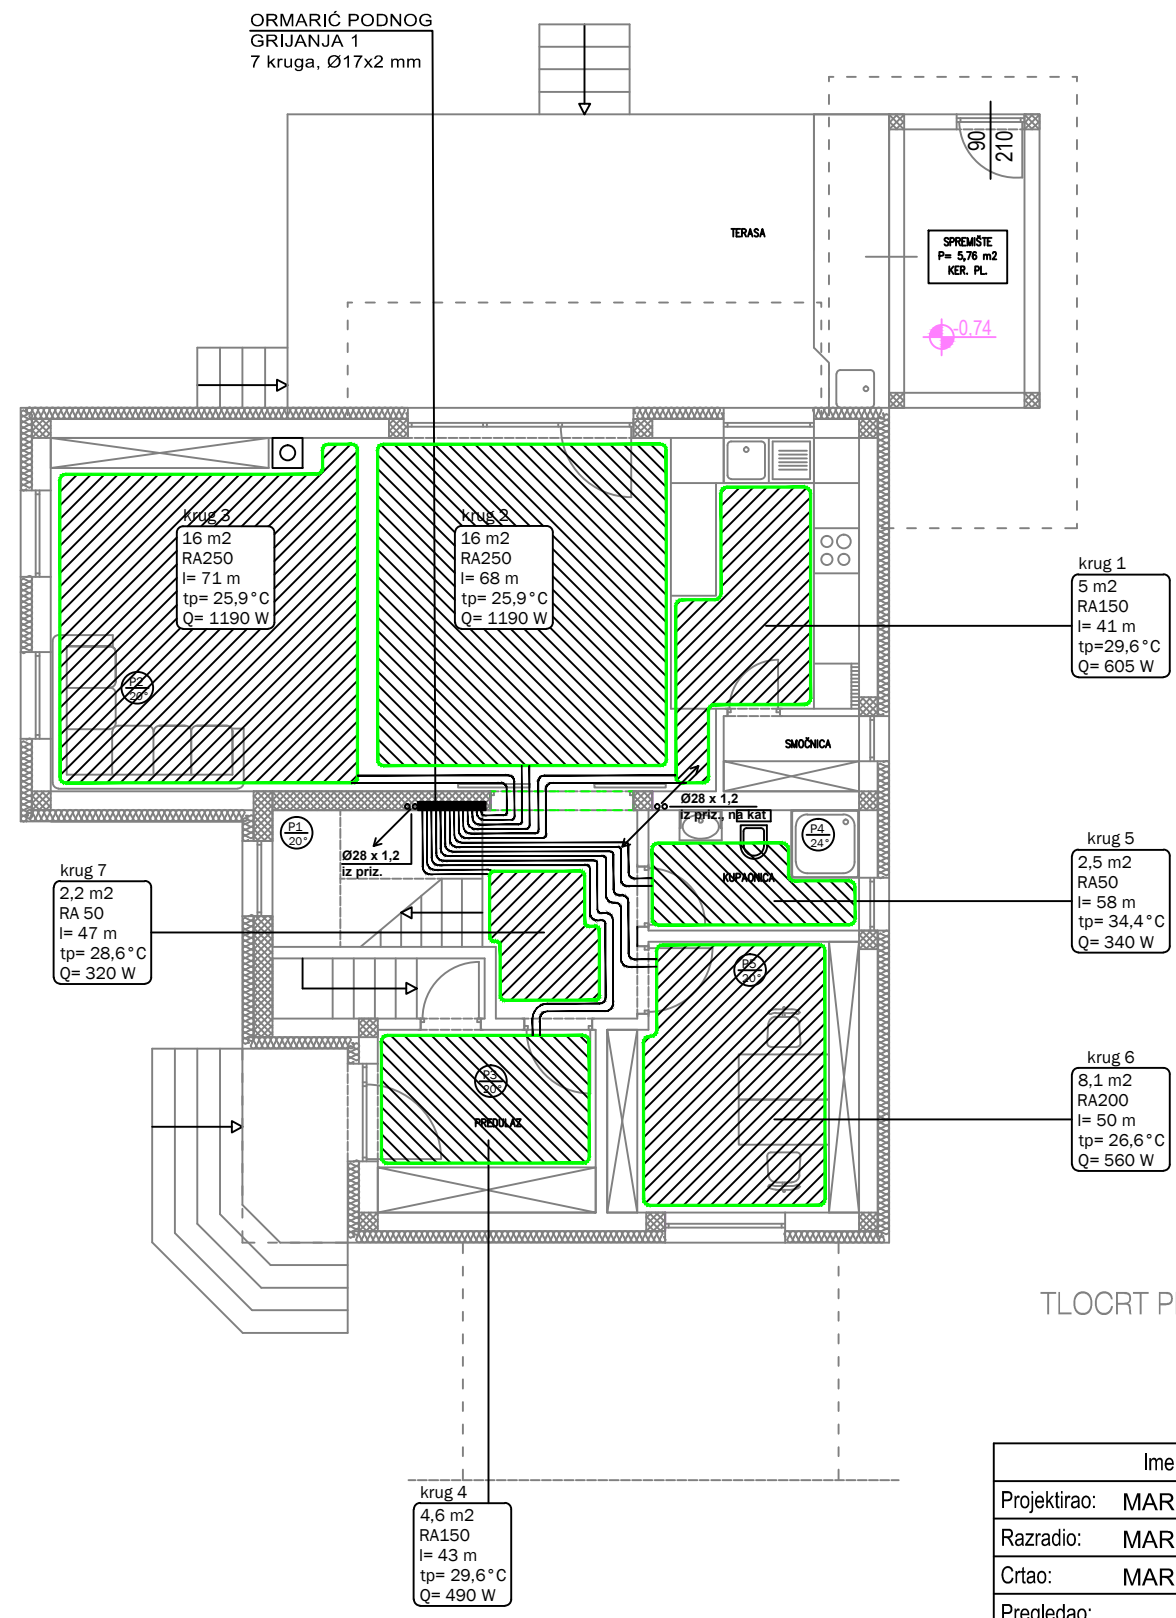 ORMARIĆ PODNOG
GRIJANJA 1
7 kruga, Ø17x2 mm
90
210
TERASA
SPREMIŠTE
P= 5,76 m2
KER. PL.
-0.74
krug 3
16 m2
RA250
l= 71 m
tp= 25,9°C
Q= 1190 W
krug 2
16 m2
RA250
l= 68 m
tp= 25,9°C
Q= 1190 W
krug 1
5 m2
RA150
l= 41 m
tp=29,6°C
Q= 605 W
P2
20°
SMOČNICA
Ø28 x 1,2
iz priz., na kat
P1
20°
P4
24°
Ø28 x 1,2
iz priz.
KUPAONICA
krug 5
2,5 m2
RA50
l= 58 m
tp= 34,4°C
Q= 340 W
krug 7
2,2 m2
RA 50
l= 47 m
tp= 28,6°C
Q= 320 W
P5
20°
P3
20°
PREDULAZ
krug 6
8,1 m2
RA200
l= 50 m
tp= 26,6°C
Q= 560 W
TLOCRT P
krug 4
4,6 m2
RA150
l= 43 m
tp= 29,6°C
Q= 490 W
Ime
Projektirao: MAR
Razradio: MAR
Crtao: MAR
Pregledao: